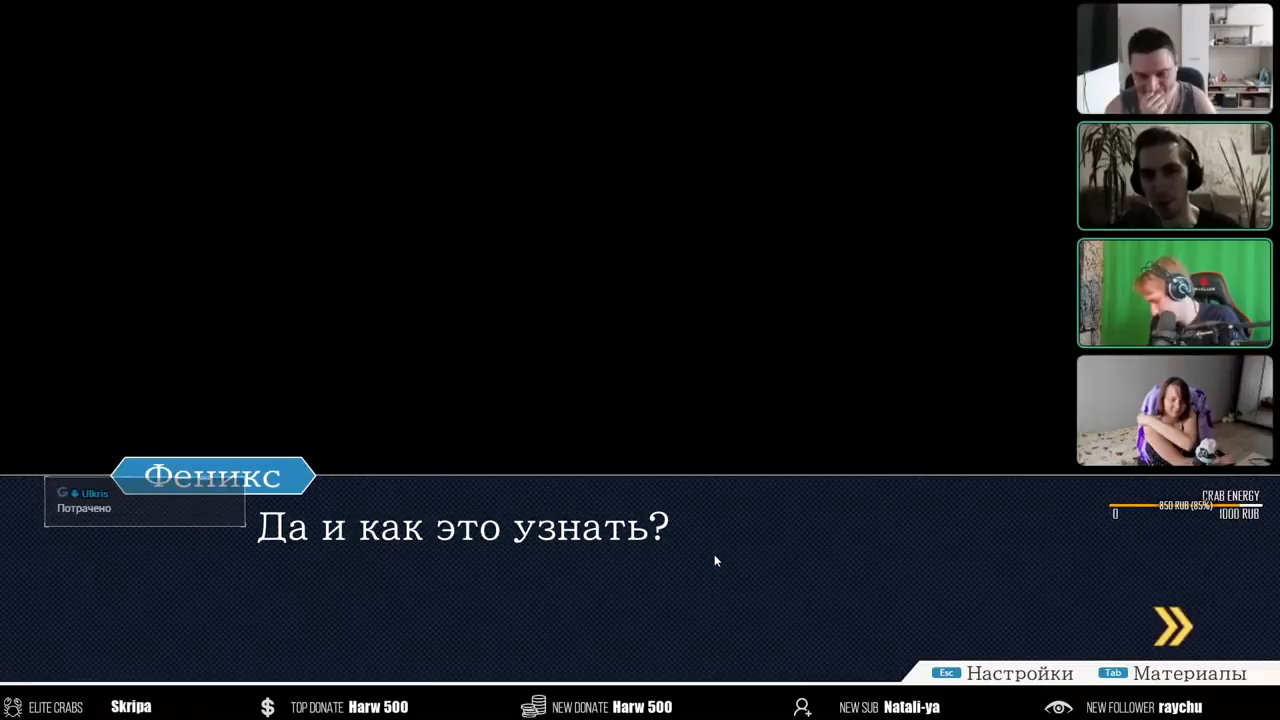 Феникс
Ulkris
Потрачено
Да и как это узнать?
CRAB ENERGY
850 RUB (85%)
0
1000 RUB
Esc Настройки
Tab Материалы
ELITE CRABS Skripa
TOP DONATE Harw 500
NEW DONATE Harw 500
NEW SUB Natali-ya
NEW FOLLOWER raychu